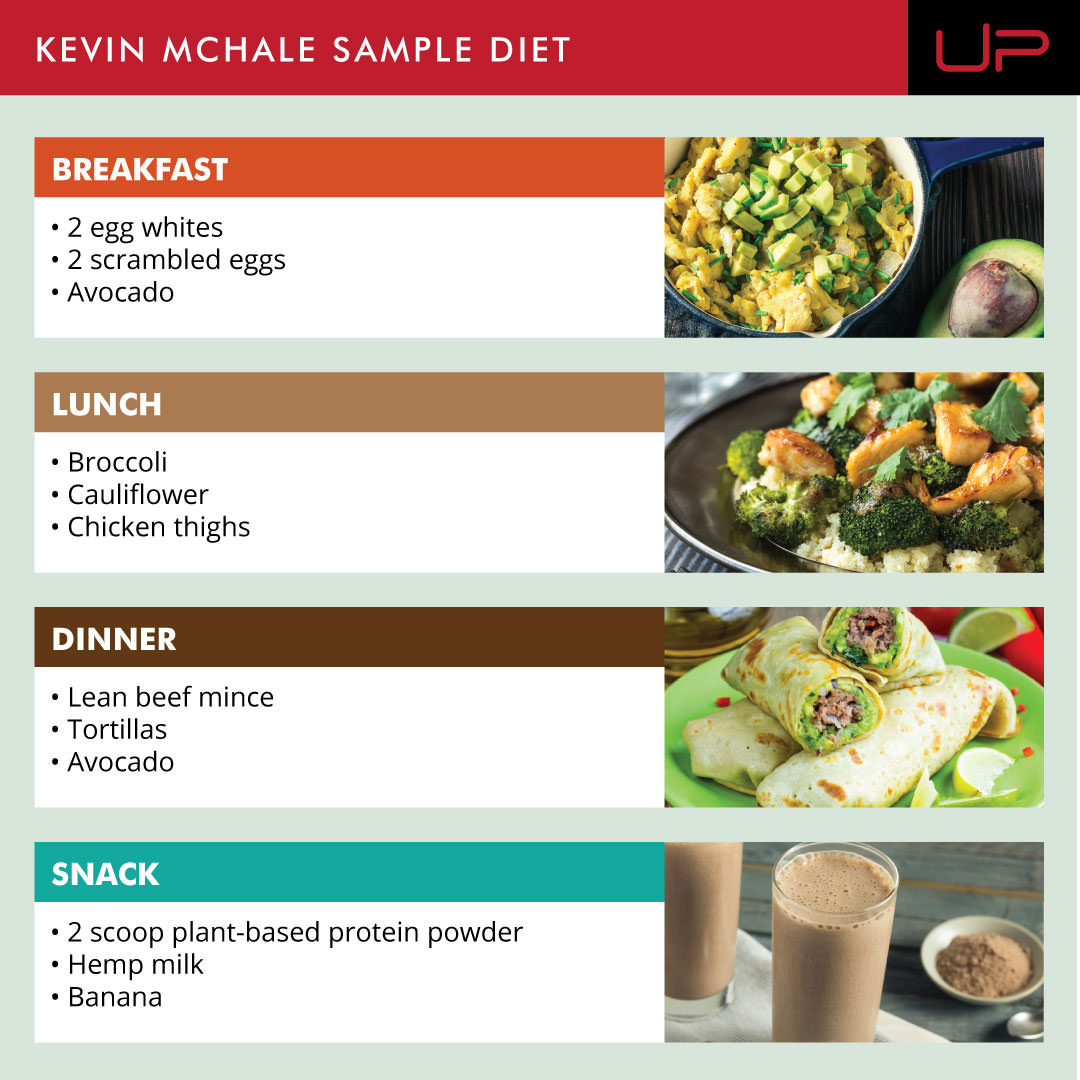 KEVIN MCHALE SAMPLE DIET
UP
BREAKFAST
• 2 egg whites
• 2 scrambled eggs
• Avocado
LUNCH
• Broccoli
• Cauliflower
• Chicken thighs
DINNER
• Lean beef mince
• Tortillas
• Avocado
SNACK
• 2 scoop plant-based protein powder
• Hemp milk
• Banana